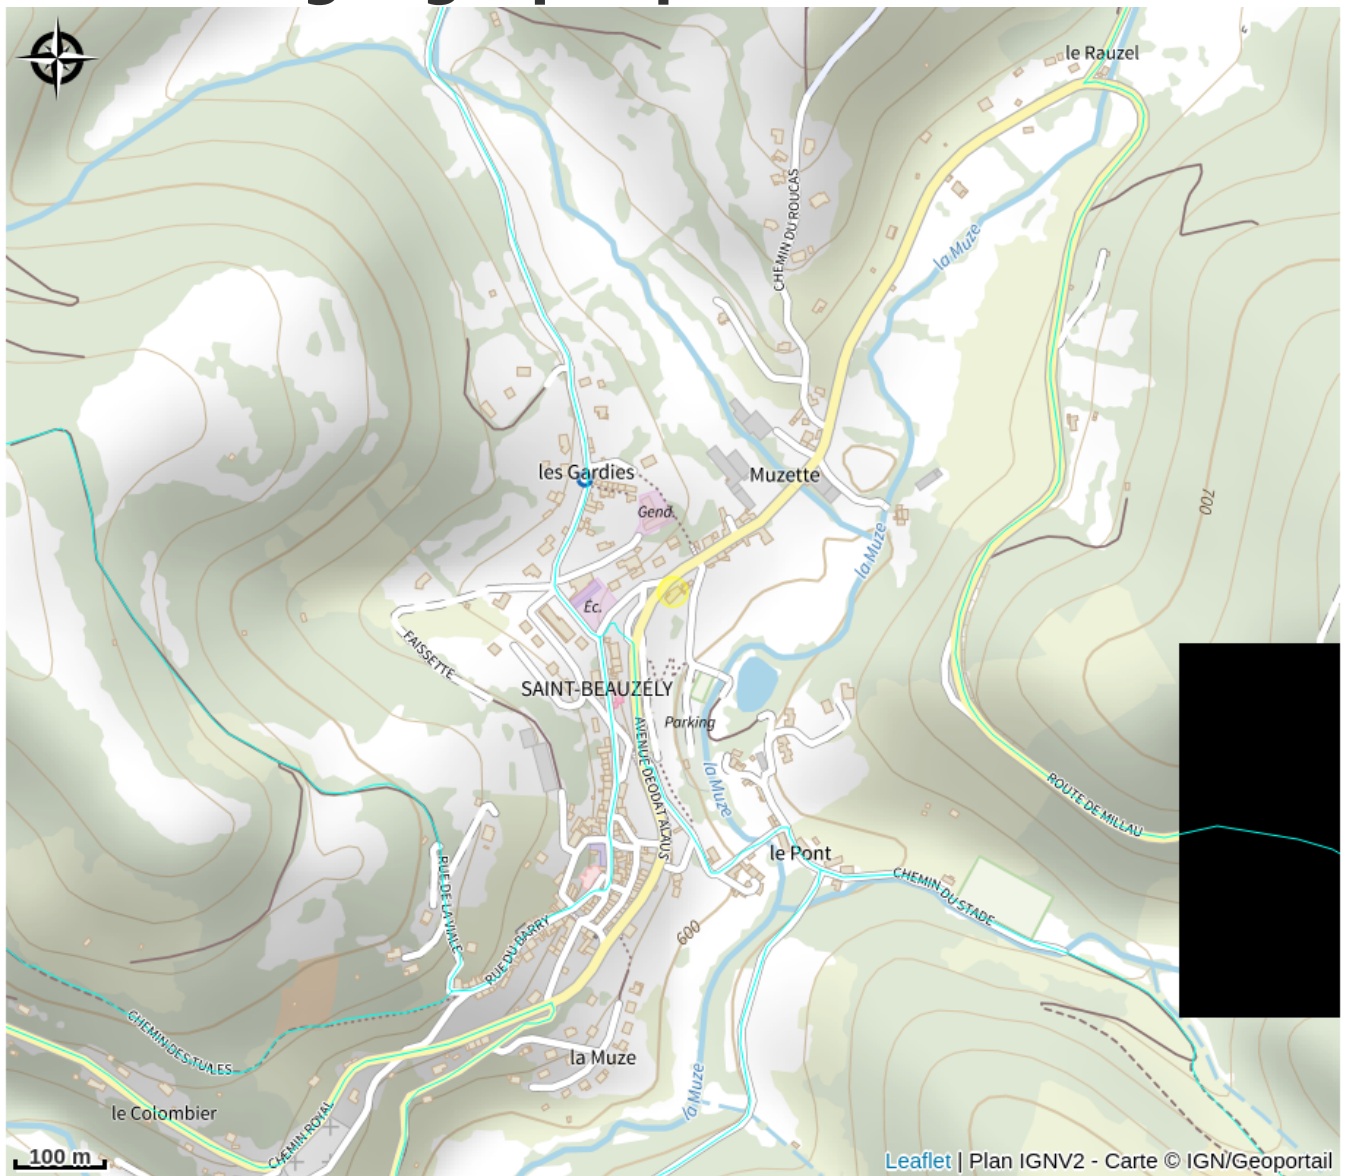 le Rauzel
CHEMIN DU ROUCAS
la Muze
les Gardies
Muzette
Gend.
700
la Muze
Éc.
FAISSETTE
SAINT-BEAUZÉLY
Parking
AVENUE DEODAT ALAUS
la Muze
ROUTE DE MILLAU
le Pont
RUE DE LA VIALE
CHEMIN DU STADE
RUE DU BARRY
600
CHEMIN DES TUILES
la Muze
la Muze
le Colombier
CHEMIN ROYAL
100 m
Leaflet | Plan IGNV2 - Carte © IGN/Geoportail